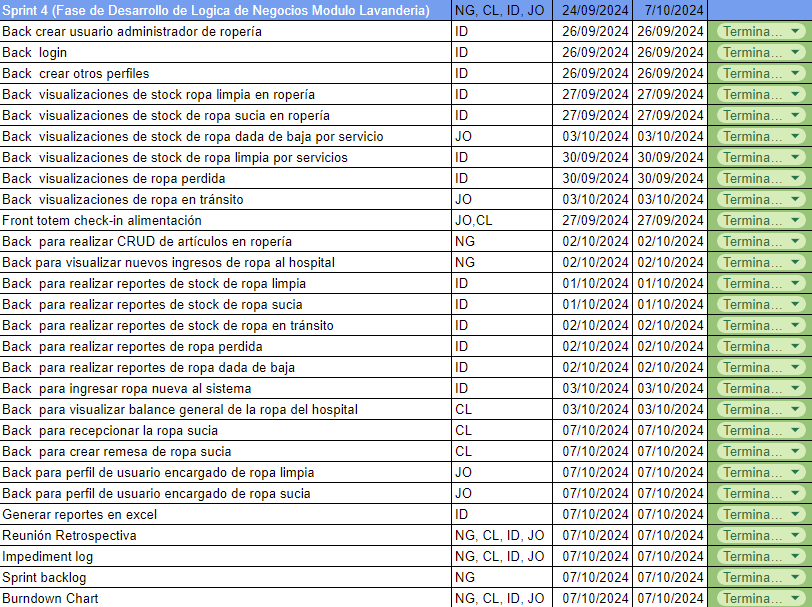 Sprint 4 (Fase de Desarrollo de Logica de Negocios Modulo Lavanderia) NG, CL, ID, JO 24/09/2024 7/10/2024
Back crear usuario administrador de ropería ID 26/09/2024 26/09/2024 Termina...
Back login ID 26/09/2024 26/09/2024 Termina...
Back crear otros perfiles ID 26/09/2024 26/09/2024 Termina...
Back visualizaciones de stock ropa limpia en ropería ID 27/09/2024 27/09/2024 Termina...
Back visualizaciones de stock de ropa sucia en ropería ID 27/09/2024 27/09/2024 Termina...
Back visualizaciones de stock de ropa dada de baja por servicio JO 03/10/2024 03/10/2024 Termina...
Back visualizaciones de stock de ropa limpia por servicios ID 30/09/2024 30/09/2024 Termina...
Back visualizaciones de ropa perdida ID 30/09/2024 30/09/2024 Termina...
Back visualizaciones de ropa en tránsito JO 03/10/2024 03/10/2024 Termina...
Front totem check-in alimentación JO,CL 27/09/2024 27/09/2024 Termina...
Back para realizar CRUD de artículos en ropería NG 02/10/2024 02/10/2024 Termina...
Back para visualizar nuevos ingresos de ropa al hospital NG 02/10/2024 02/10/2024 Termina...
Back para realizar reportes de stock de ropa limpia ID 01/10/2024 01/10/2024 Termina...
Back para realizar reportes de stock de ropa sucia ID 01/10/2024 01/10/2024 Termina...
Back para realizar reportes de stock de ropa en tránsito ID 02/10/2024 02/10/2024 Termina...
Back para realizar reportes de ropa perdida ID 02/10/2024 02/10/2024 Termina...
Back para realizar reportes de ropa dada de baja ID 02/10/2024 02/10/2024 Termina...
Back para ingresar ropa nueva al sistema ID 03/10/2024 03/10/2024 Termina...
Back para visualizar balance general de la ropa del hospital CL 03/10/2024 03/10/2024 Termina...
Back para recepcionar la ropa sucia CL 07/10/2024 07/10/2024 Termina...
Back para crear remesa de ropa sucia CL 07/10/2024 07/10/2024 Termina...
Back para perfil de usuario encargado de ropa limpia JO 07/10/2024 07/10/2024 Termina...
Back para perfil de usuario encargado de ropa sucia JO 07/10/2024 07/10/2024 Termina...
Generar reportes en excel ID 07/10/2024 07/10/2024 Termina...
Reunión Retrospectiva NG, CL, ID, JO 07/10/2024 07/10/2024 Termina...
Impediment log NG, CL, ID, JO 07/10/2024 07/10/2024 Termina...
Sprint backlog NG 07/10/2024 07/10/2024 Termina...
Burndown Chart NG, CL, ID, JO 07/10/2024 07/10/2024 Termina...